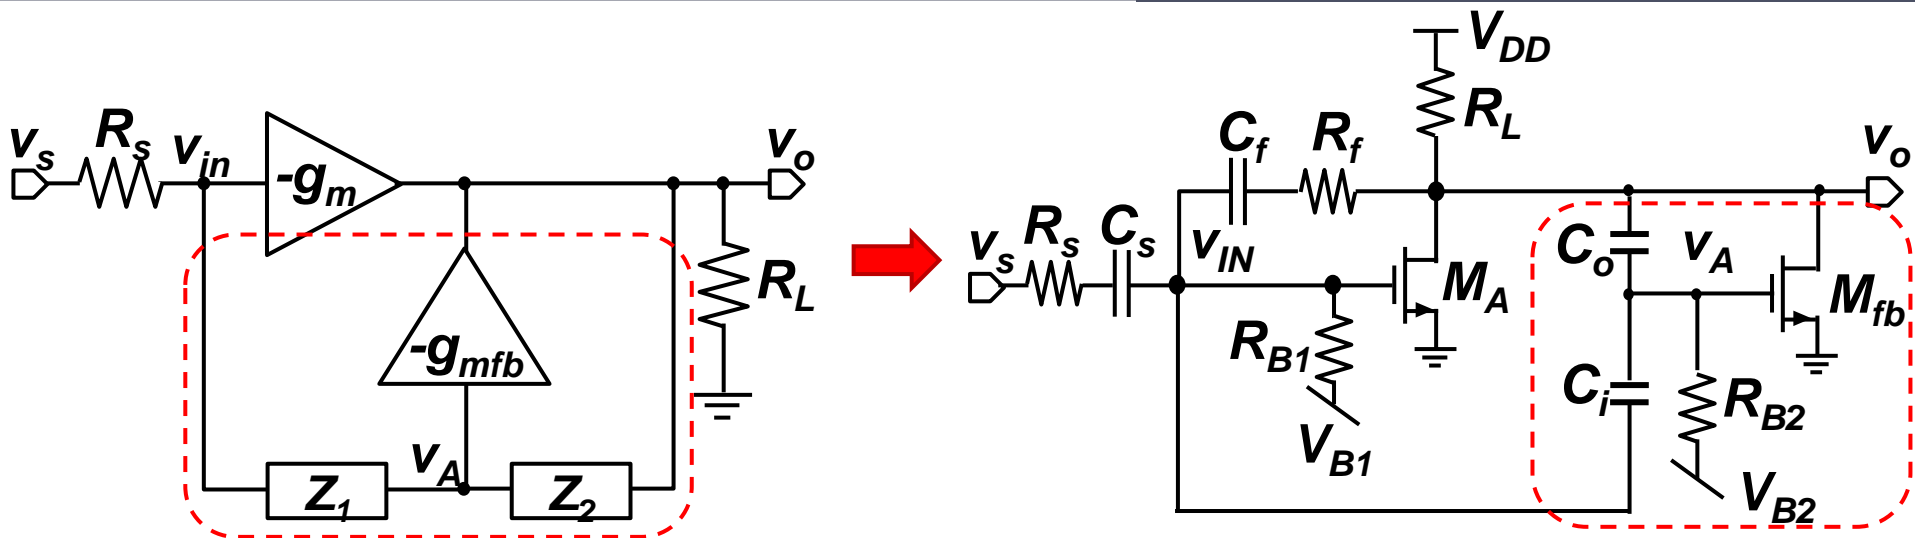 V_DD
v_s R_s v_in -g_m v_o
C_f R_f R_L v_o
v_s R_s C_s v_IN M_A C_o v_A M_fb
R_L
-g_mfb
R_B1 C_i R_B2
V_B1
v_A
Z_1 Z_2 V_B2